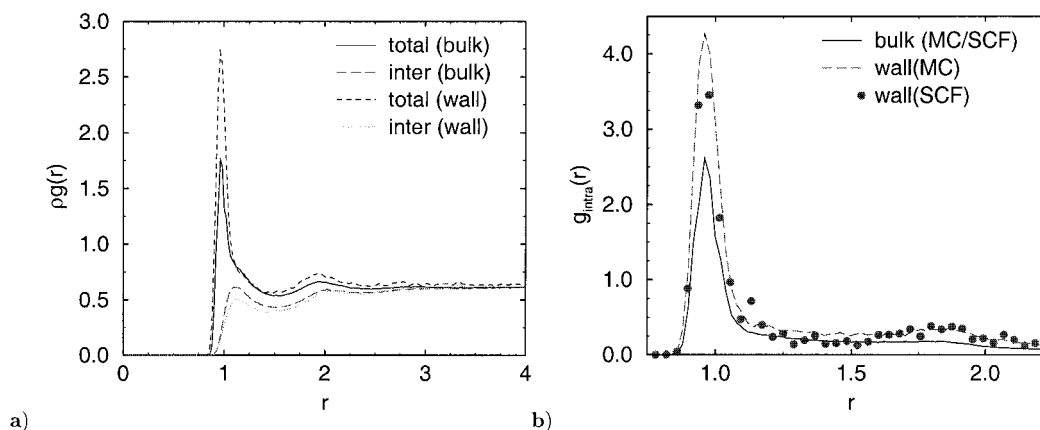 3.0
2.5
2.0
1.5
1.0
0.5
0.0
ρg(r)
total (bulk)
inter (bulk)
total (wall)
inter (wall)
0 1 2 3 4
r
a)
4.0
3.0
2.0
1.0
0.0
g_intra(r)
bulk (MC/SCF)
wall(MC)
wall(SCF)
1.0 1.5 2.0
r
b)